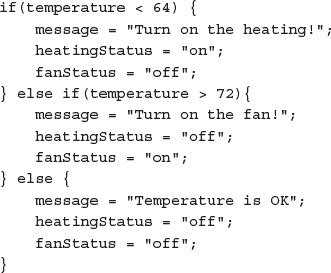 if(temperature < 64) {
    message = "Turn on the heating!";
    heatingStatus = "on";
    fanStatus = "off";
} else if(temperature > 72){
    message = "Turn on the fan!";
    heatingStatus = "off";
    fanStatus = "on";
} else {
    message = "Temperature is OK";
    heatingStatus = "off";
    fanStatus = "off";
}